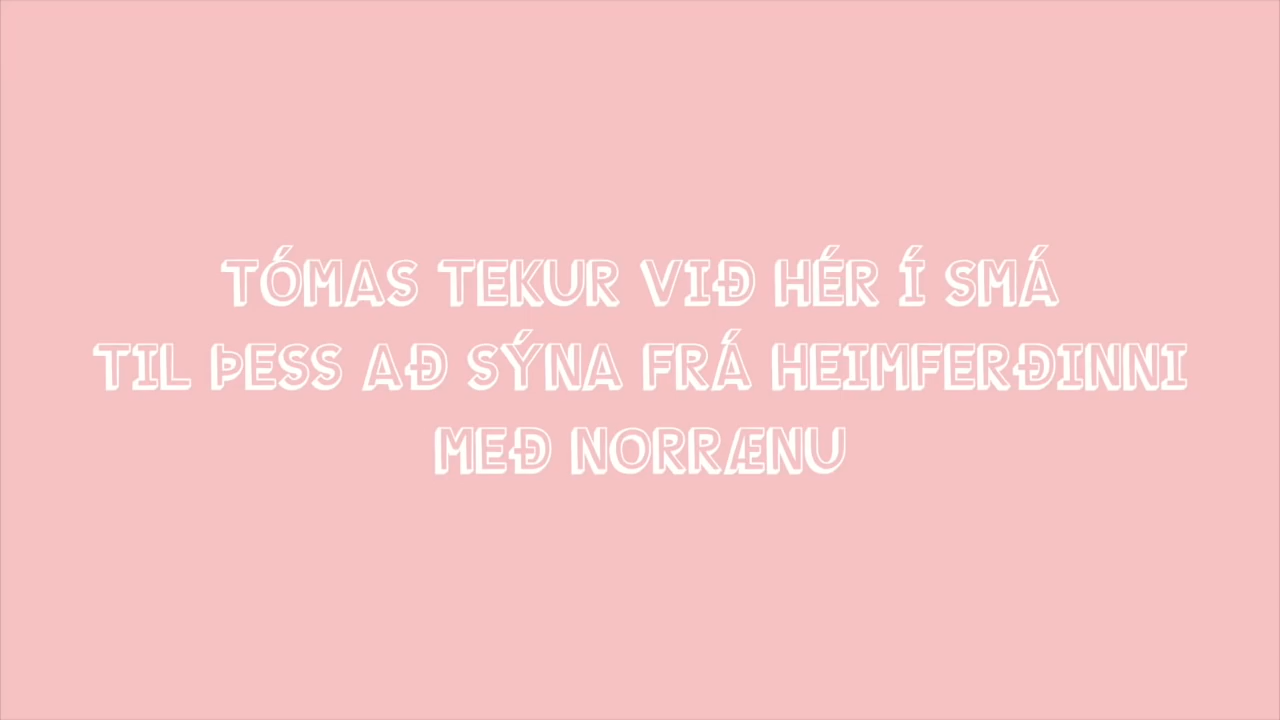 TÓMAS TEKUR VIÐ HÉR Í SMÁ
TIL ÞESS AÐ SÝNA FRÁ HEIMFERÐINNI
MEÐ NORRÆNU